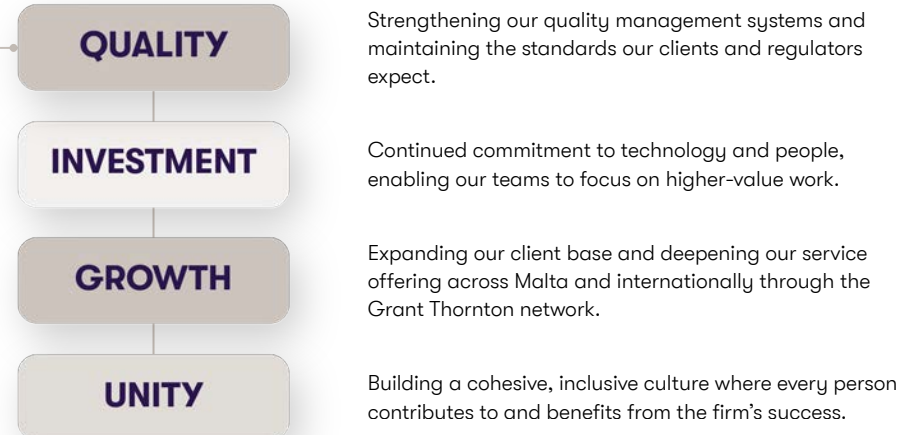 QUALITY
Strengthening our quality management systems and
maintaining the standards our clients and regulators
expect.
INVESTMENT
Continued commitment to technology and people,
enabling our teams to focus on higher-value work.
GROWTH
Expanding our client base and deepening our service
offering across Malta and internationally through the
Grant Thornton network.
UNITY
Building a cohesive, inclusive culture where every person
contributes to and benefits from the firm's success.